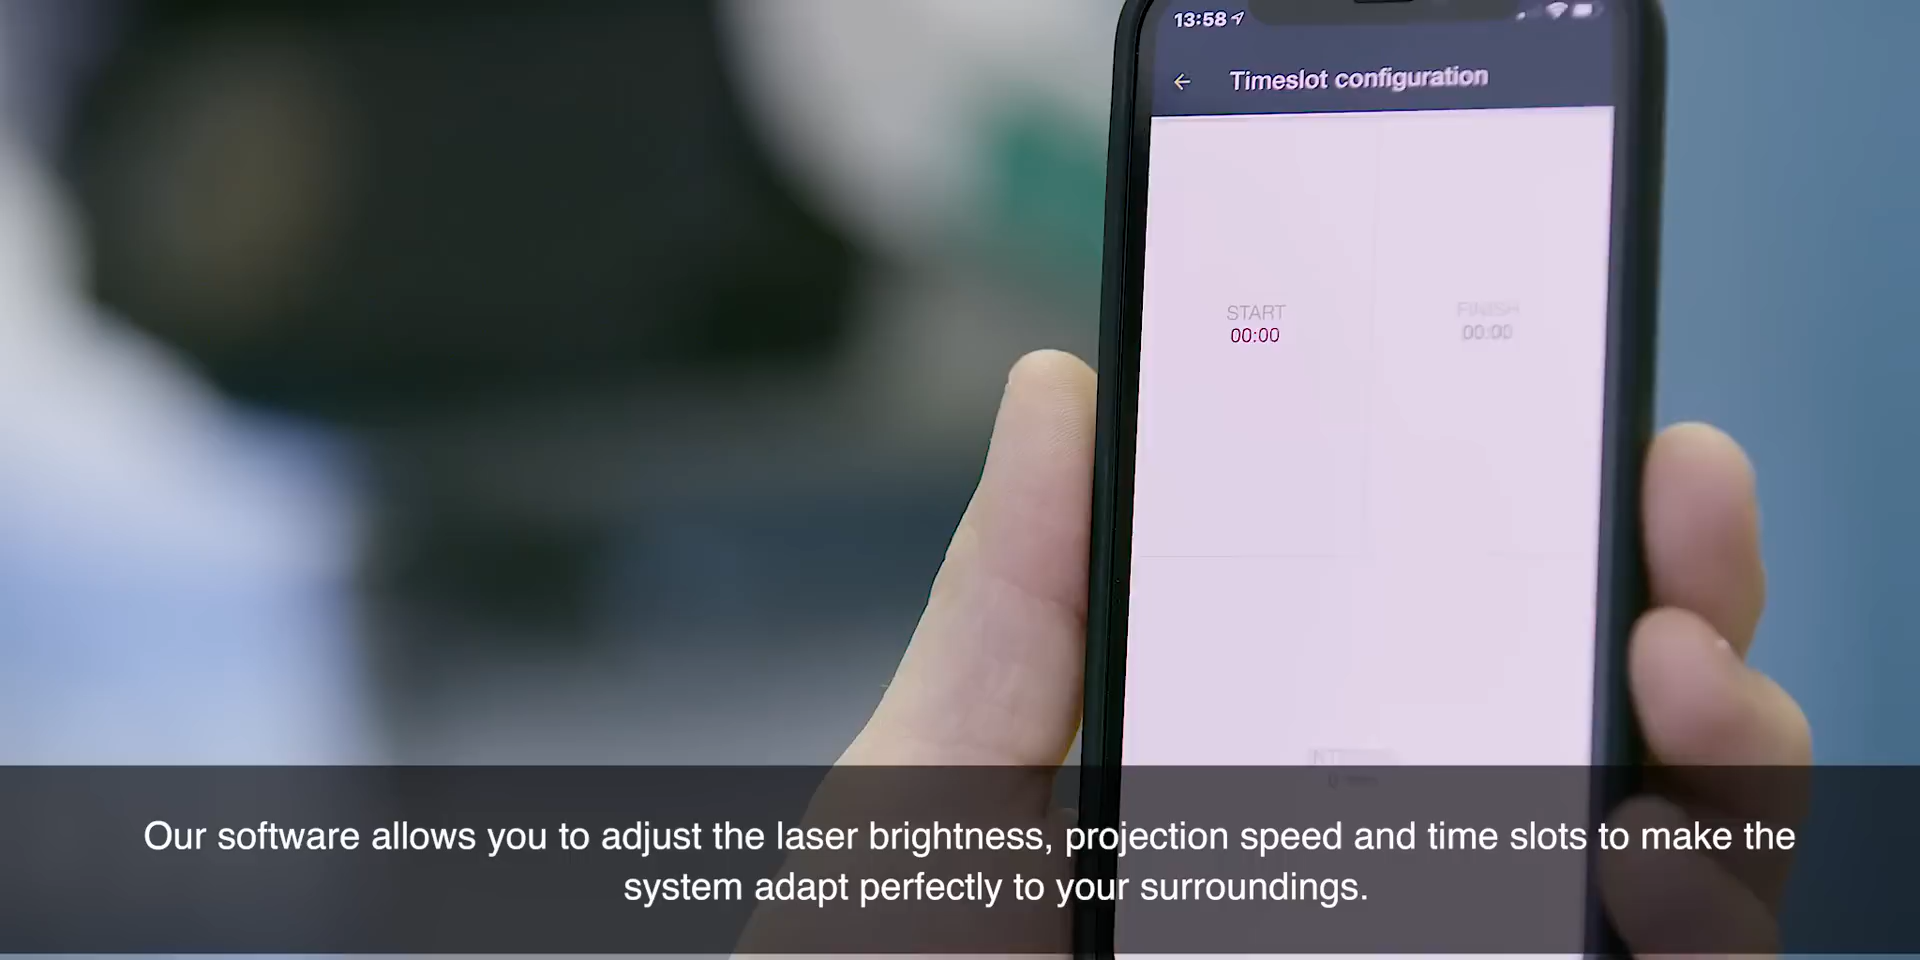 13:58
Timeslot configuration
START
00:00
FINISH
00:00
Our software allows you to adjust the laser brightness, projection speed and time slots to make the
system adapt perfectly to your surroundings.